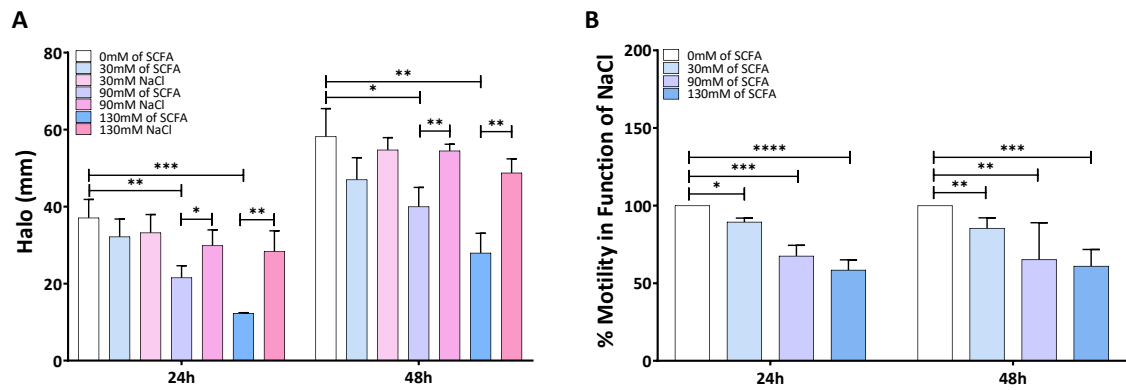 A
Halo (mm)
80
60
40
20
0
0mM of SCFA
30mM of SCFA
30mM NaCl
90mM of SCFA
90mM NaCl
130mM of SCFA
130mM NaCl
**
***
*
**
**
*
**
**
24h
48h
B
% Motility in Function of NaCl
200
150
100
50
0
0mM of SCFA
30mM of SCFA
90mM of SCFA
130mM of SCFA
****
***
*
***
**
**
24h
48h